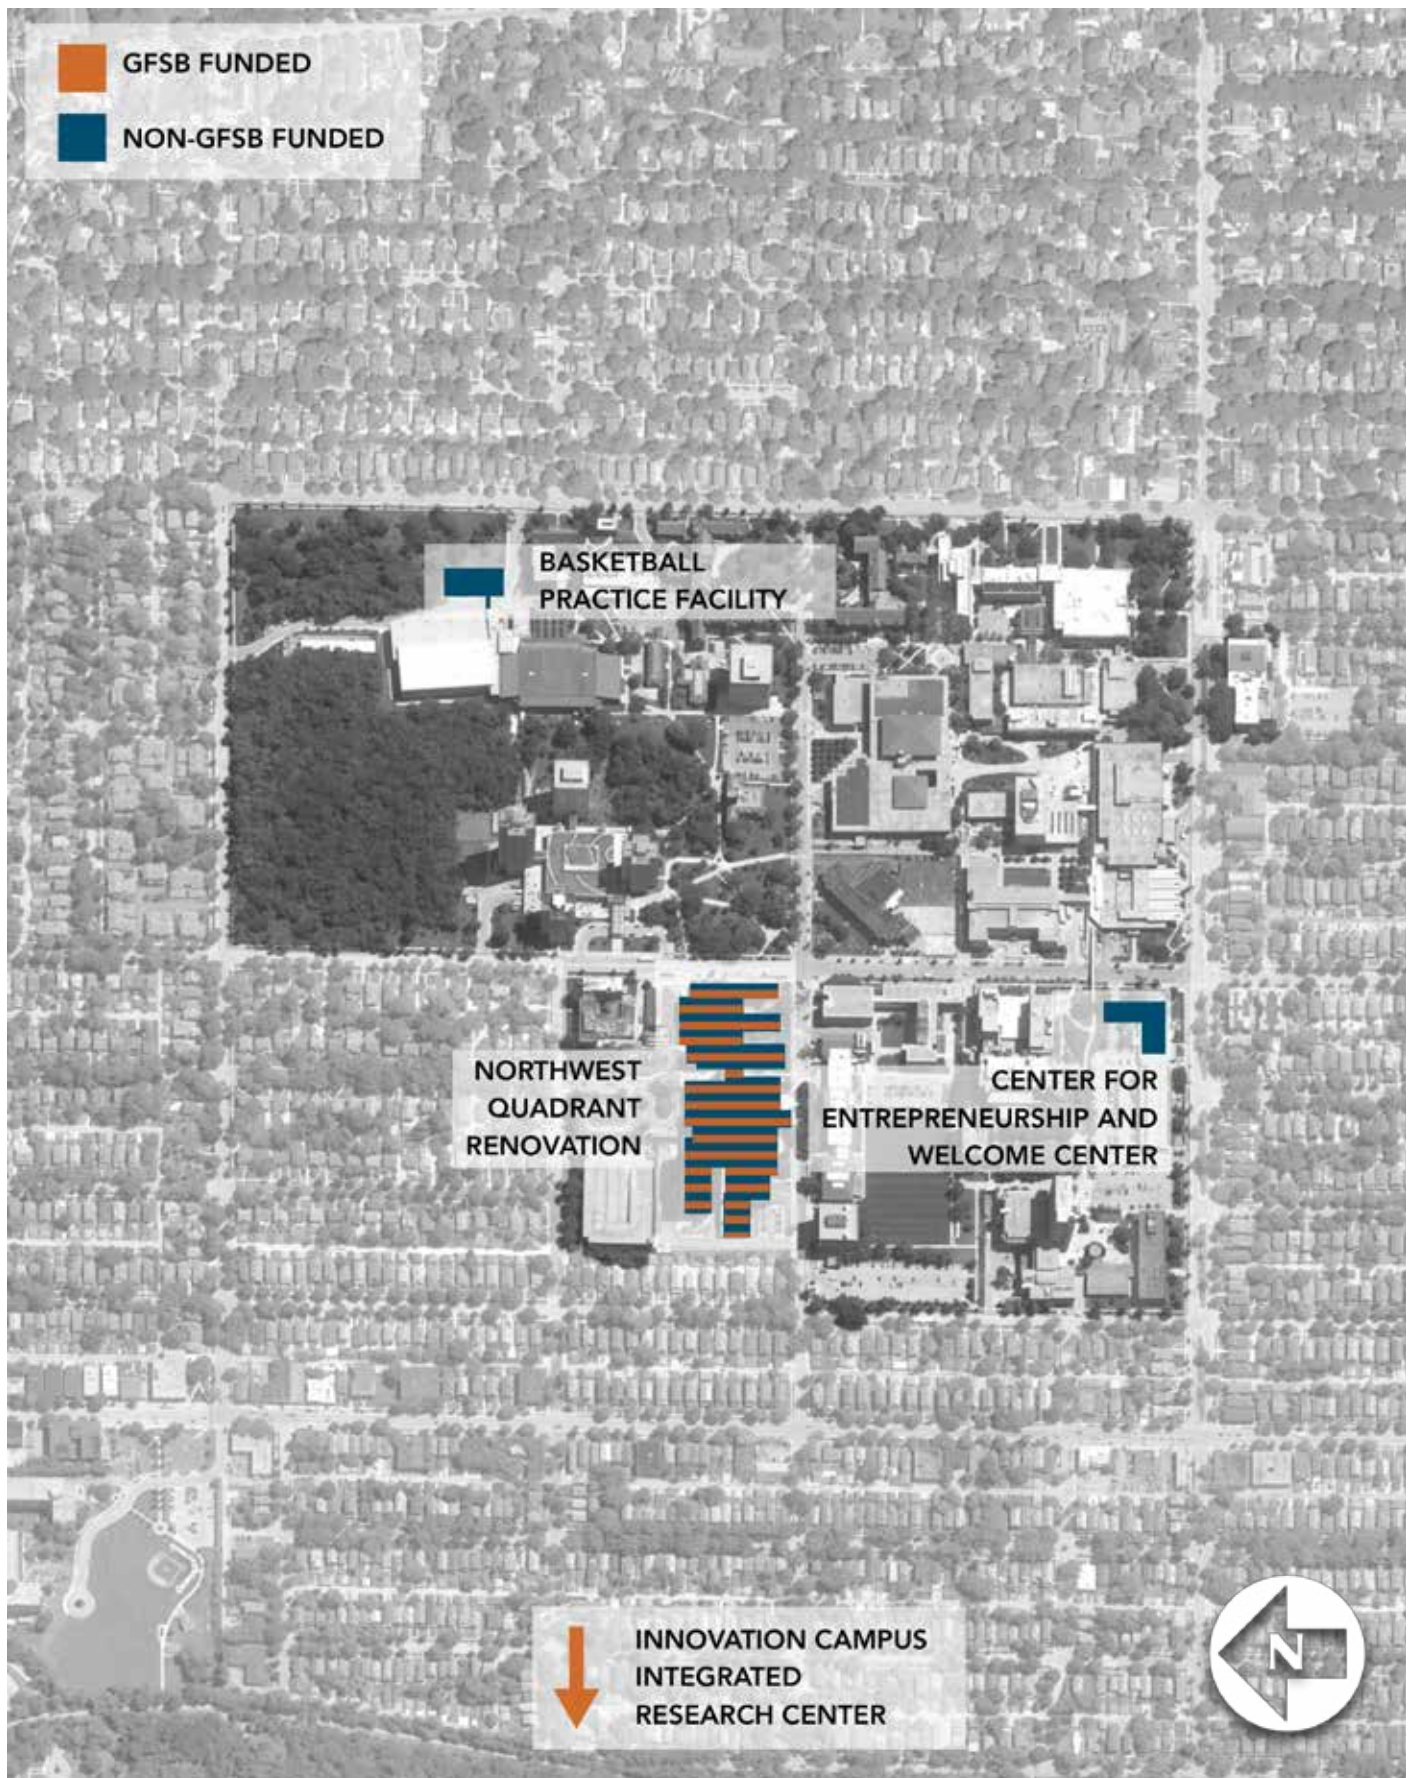 GFSB FUNDED
NON-GFSB FUNDED
BASKETBALL
PRACTICE FACILITY
NORTHWEST
QUADRANT
RENOVATION
CENTER FOR
ENTREPRENEURSHIP AND
WELCOME CENTER
INNOVATION CAMPUS
INTEGRATED
RESEARCH CENTER
N